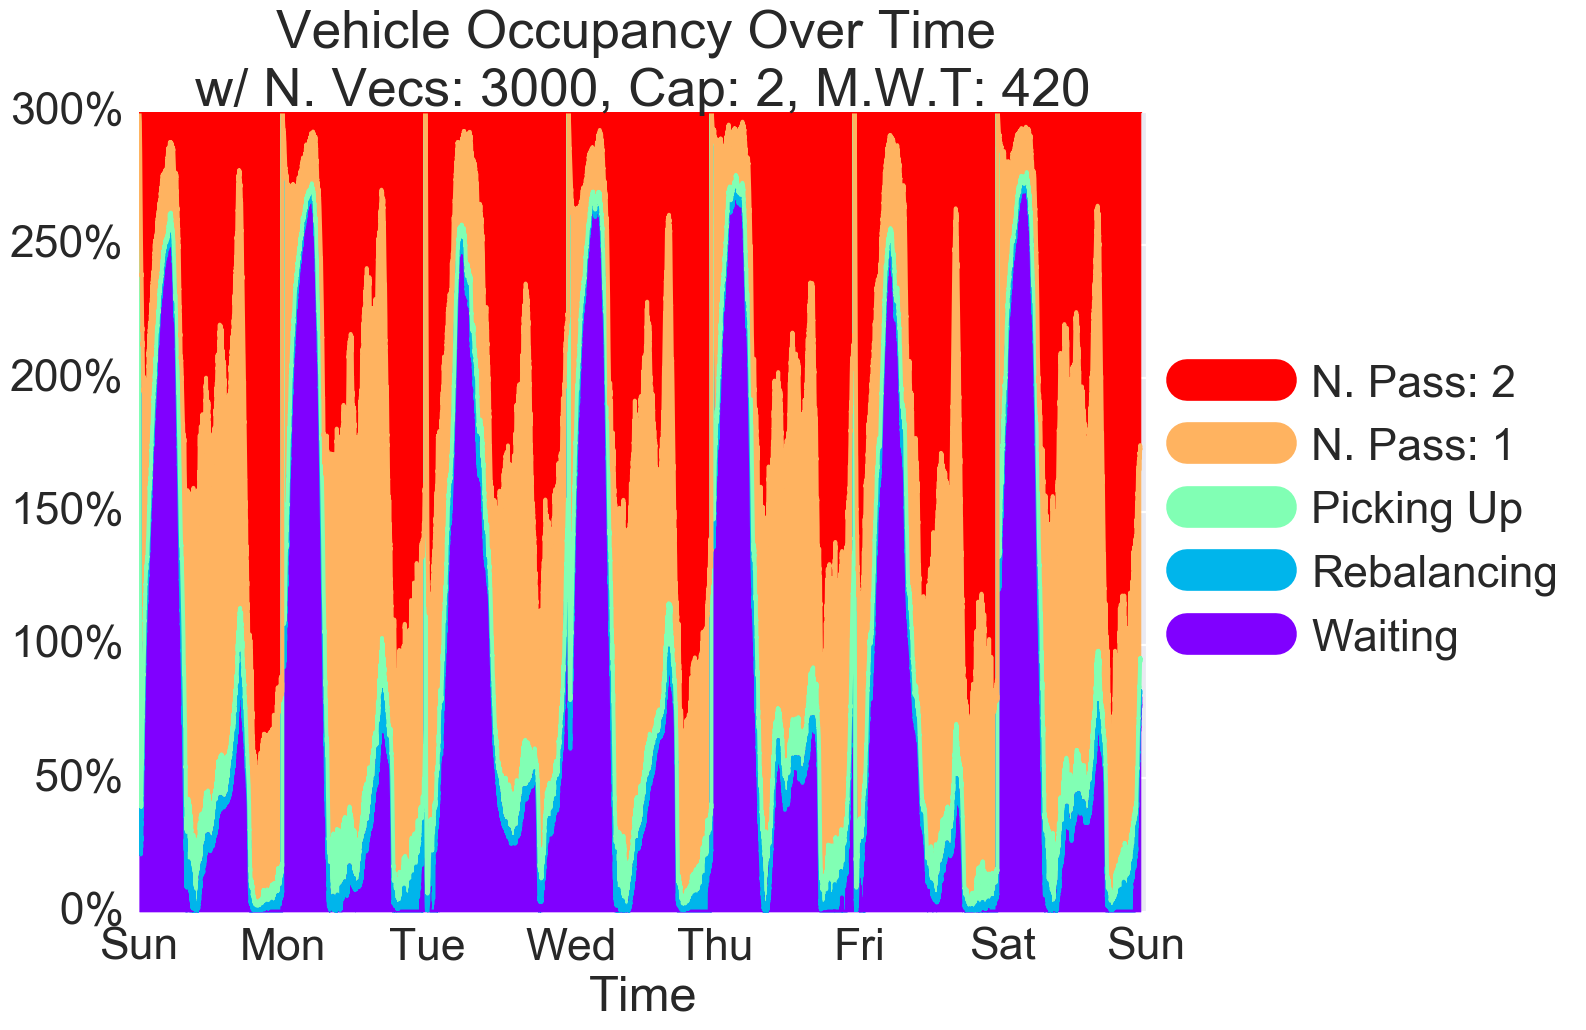 Vehicle Occupancy Over Time
w/ N. Vecs: 3000, Cap: 2, M.W.T: 420
300%
250%
200%
150%
100%
50%
0%
Sun Mon Tue Wed Thu Fri Sat Sun
Time
N. Pass: 2
N. Pass: 1
Picking Up
Rebalancing
Waiting